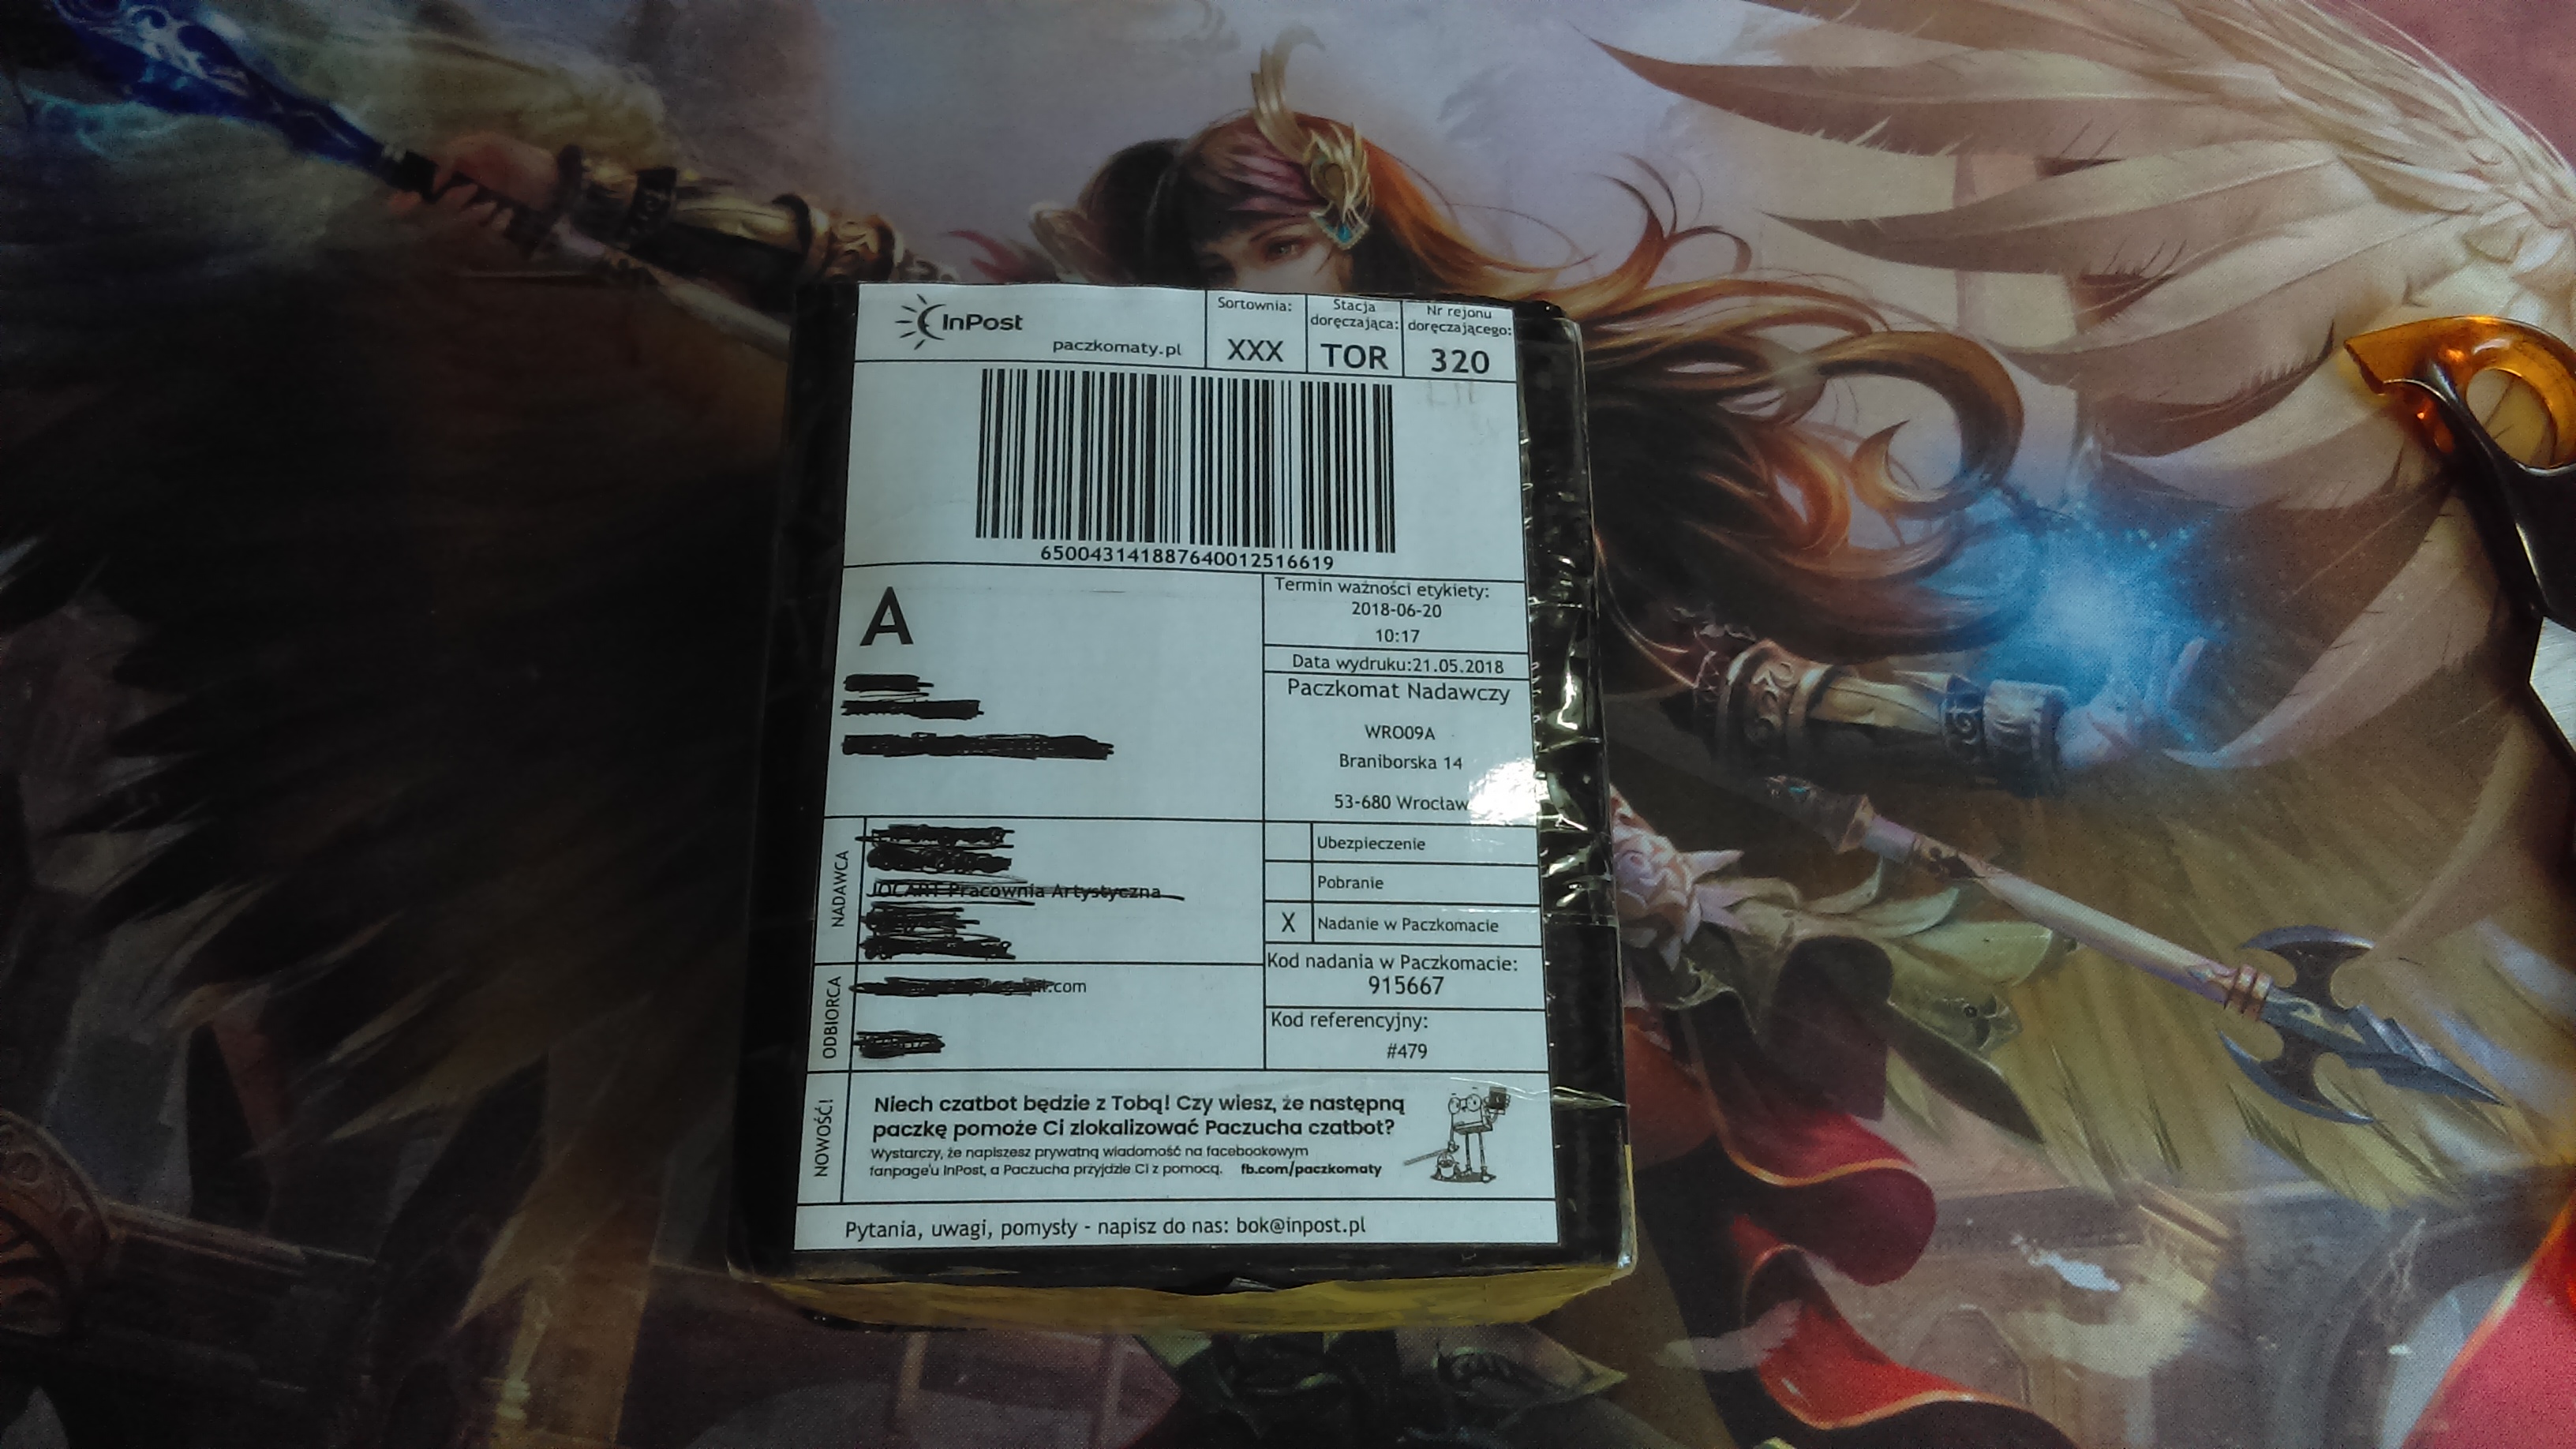 InPost
paczkomaty.pl
Sortownia:
XXX
Stacja
doręczająca:
TOR
Nr rejonu
doręczającego:
320
650043141887640012516619
A
Termin ważności etykiety:
2018-06-20
10:17
Data wydruku:21.05.2018
Paczkomat Nadawczy
WRO09A
Braniborska 14
53-680 Wrocław
NADAWCA
JOCART Pracownia Artystyczna
Ubezpieczenie
Pobranie
X Nadanie w Paczkomacie
Kod nadania w Paczkomacie:
915667
Kod referencyjny:
#479
ODBIORCA
.com
NOWOŚĆ!
Niech czatbot będzie z Tobą! Czy wiesz, że następną
paczkę pomoże Ci zlokalizować Paczucha czatbot?
Wystarczy, że napiszesz prywatną wiadomość na facebookowym
fanpage'u InPost, a Paczucha przyjdzie Ci z pomocą. fb.com/paczkomaty
Pytania, uwagi, pomysły - napisz do nas: bok@inpost.pl